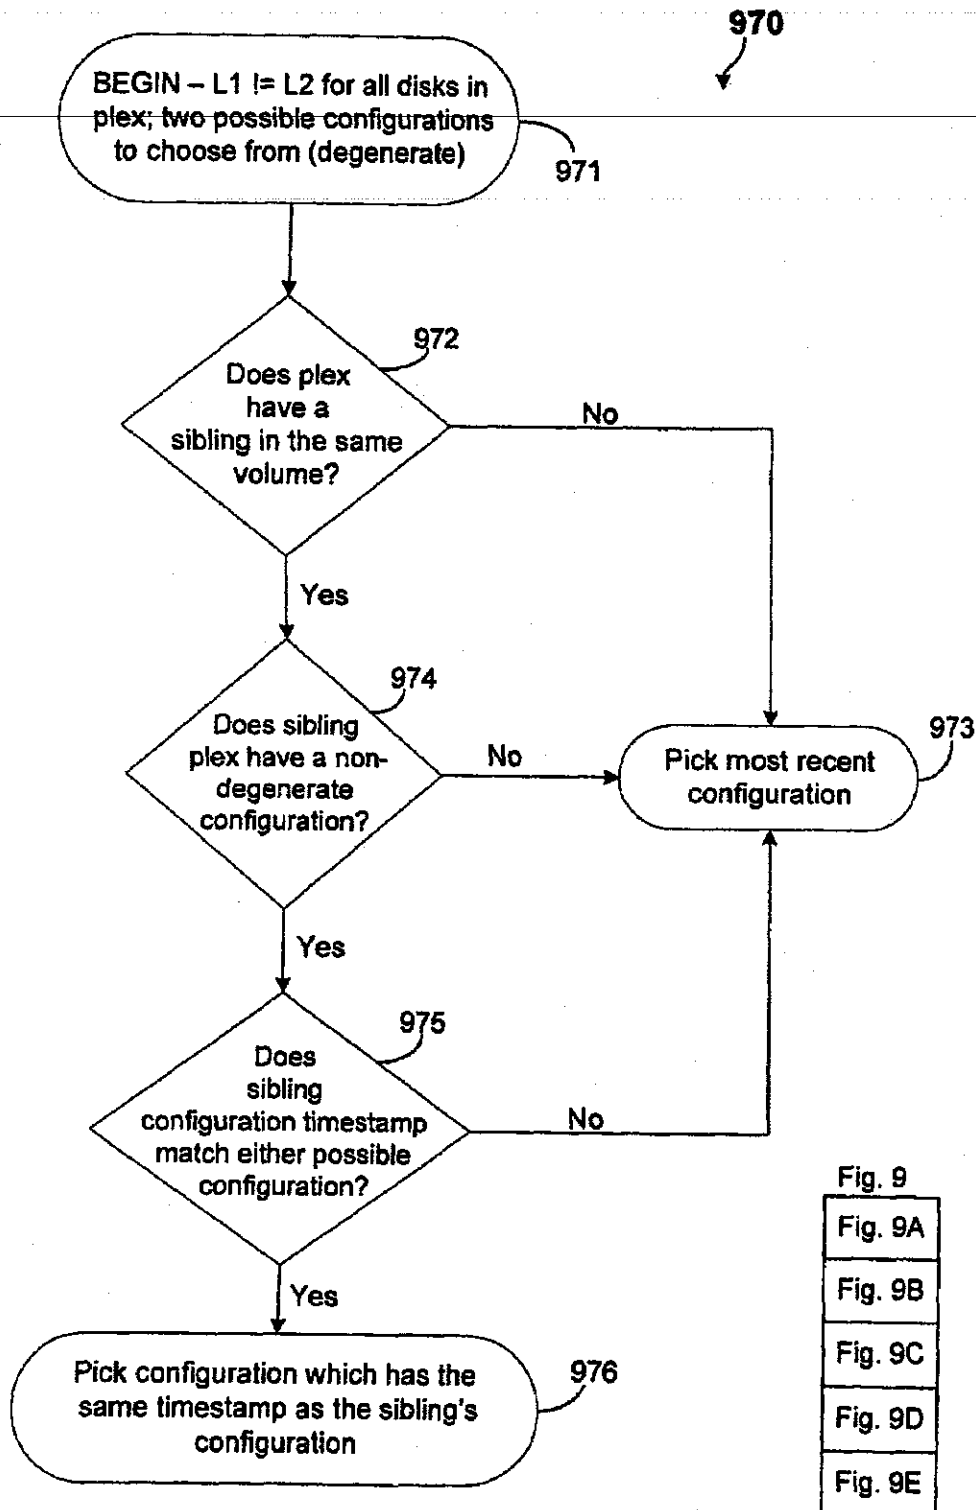 970
BEGIN – L1 != L2 for all disks in
plex; two possible configurations
to choose from (degenerate)
971
972
Does plex
have a
sibling in the same
volume?
No
Yes
974
Does sibling
plex have a non-
degenerate
configuration?
No
973
Pick most recent
configuration
Yes
975
Does
sibling
configuration timestamp
match either possible
configuration?
No
Yes
Pick configuration which has the
same timestamp as the sibling's
configuration
976
Fig. 9
Fig. 9A
Fig. 9B
Fig. 9C
Fig. 9D
Fig. 9E